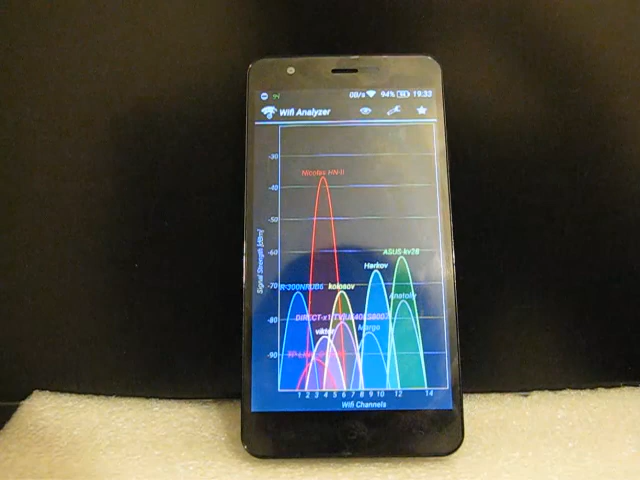 0B/s 94% 19:33
Wifi Analyzer
Signal Strength [dBm]
-30
-40
-50
-60
-70
-80
-90
Nicolas HN-II
ASUS-kv28
Harkov
kolosov
Anatoliy
Margo
viktor
1 2 3 4 5 6 7 8 9 10 12 14
Wifi Channels